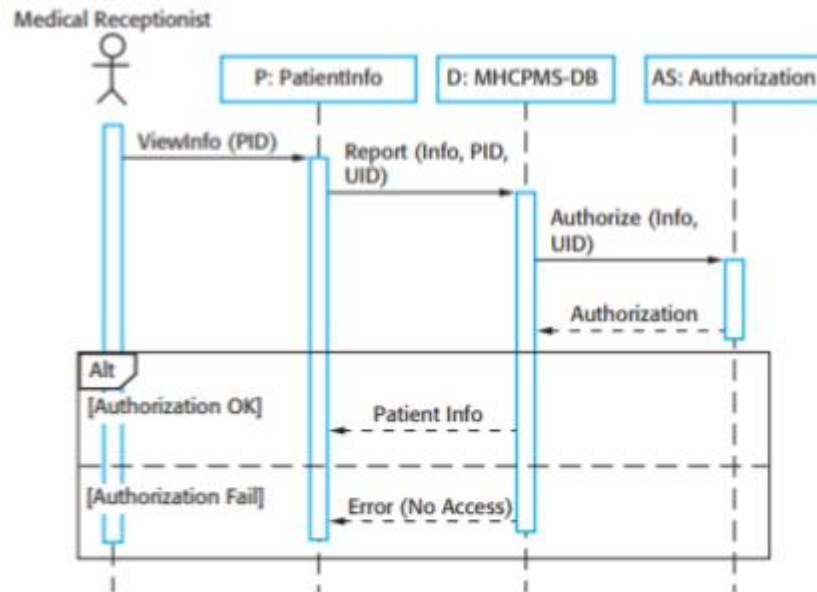 Medical Receptionist
P: PatientInfo
D: MHCPMS-DB
AS: Authorization
ViewInfo (PID)
Report (Info, PID,
UID)
Authorize (Info,
UID)
Authorization
Alt
[Authorization OK]
Patient Info
[Authorization Fail]
Error (No Access)